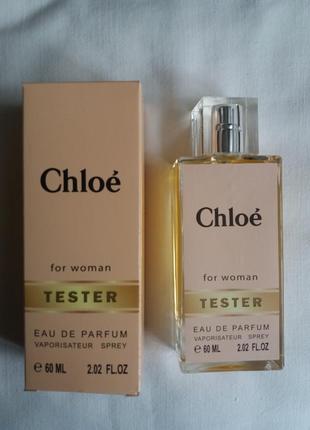 Chloé
for woman
TESTER
EAU DE PARFUM
VAPORISATEUR SPREY
℮ 60 ML 2.02 FL.OZ
Chloé
for woman
TESTER
EAU DE PARFUM
VAPORISATEUR SPREY
℮ 60 ML 2.02 FL.OZ